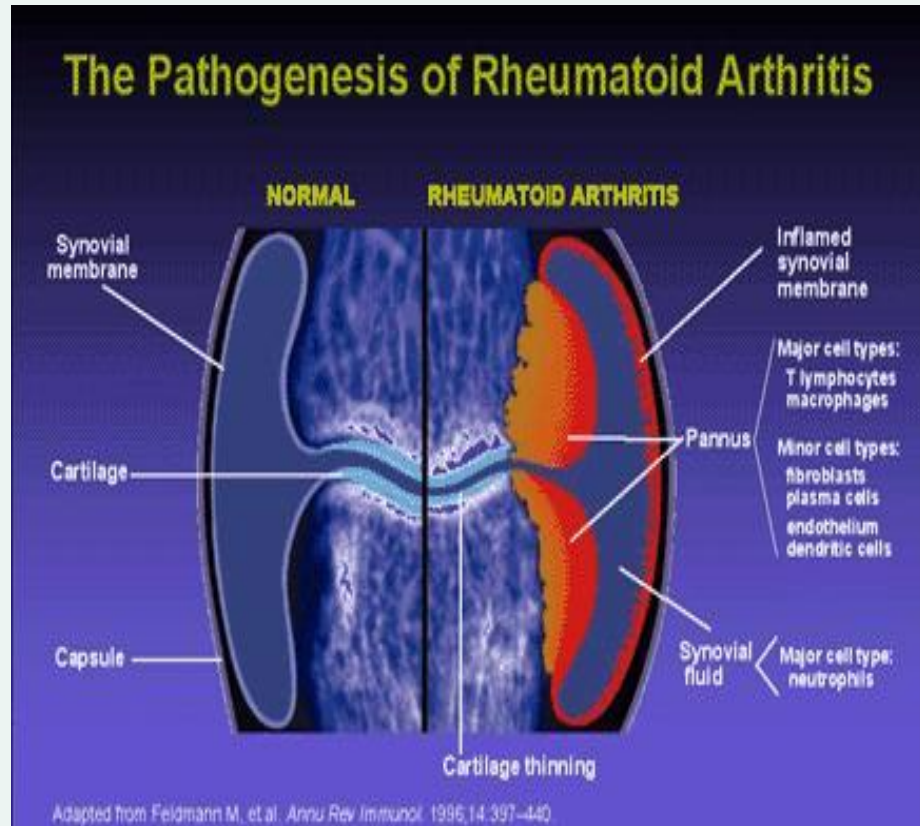 The Pathogenesis of Rheumatoid Arthritis
NORMAL
RHEUMATOID ARTHRITIS
Synovial
membrane
Cartilage
Capsule
Inflamed
synovial
membrane
Major cell types:
T lymphocytes
macrophages
Pannus
Minor cell types:
fibroblasts
plasma cells
endothelium
dendritic cells
Synovial
fluid
Major cell type:
neutrophils
Cartilage thinning
Adapted from Feldmann M, et al. Annu Rev Immunol. 1996;14:397–440.